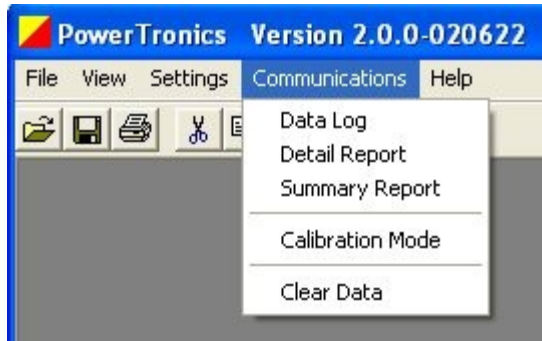 PowerTronics Version 2.0.0-020622
File View Settings Communications Help
Data Log
Detail Report
Summary Report
Calibration Mode
Clear Data